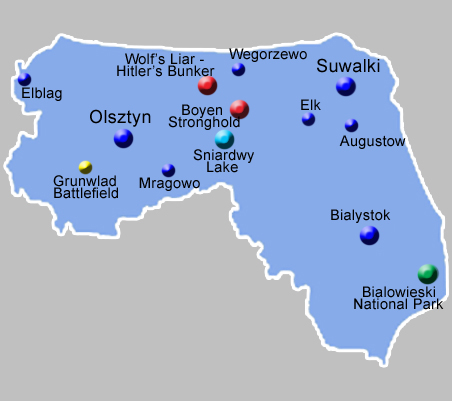 Wegorzewo
Wolf's Liar -
Hitler's Bunker
Suwalki
Elblag
Boyen
Stronghold
Elk
Olsztyn
Augustow
Sniardwy
Lake
Grunwlad
Battlefield
Mragowo
Bialystok
Bialowieski
National Park